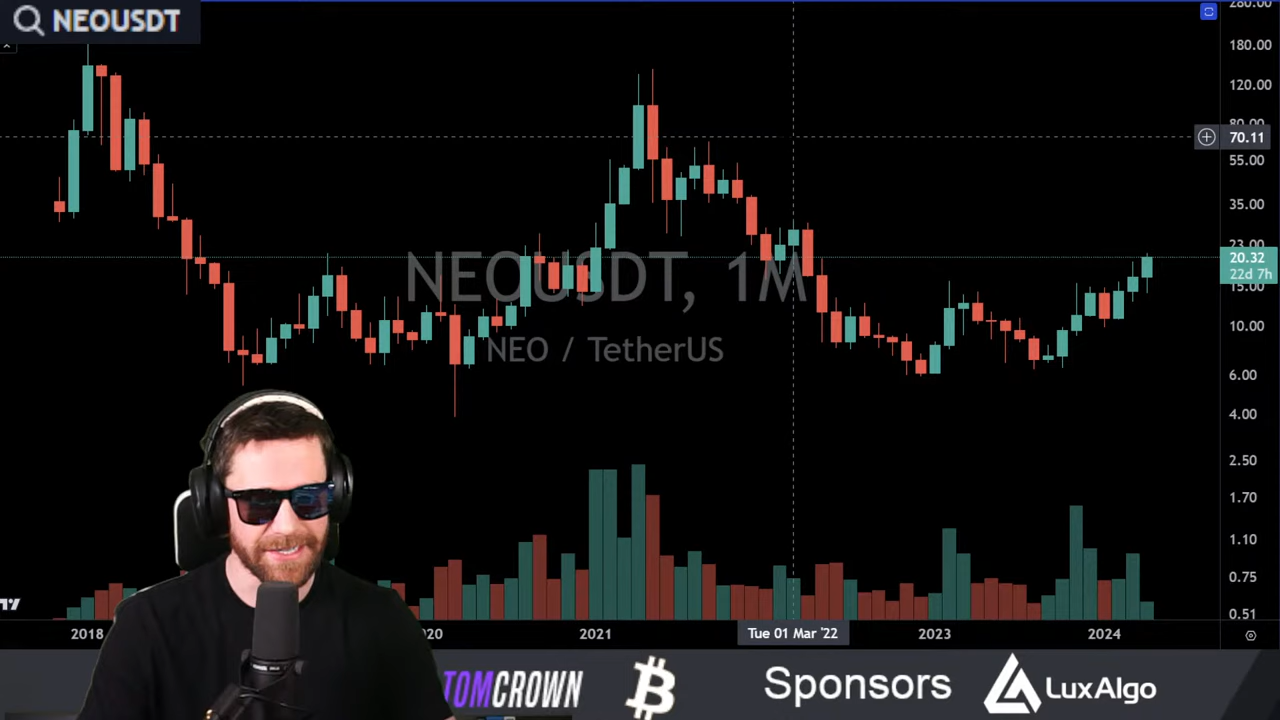 NEOUSDT
280.00
180.00
120.00
80.00
70.11
55.00
35.00
23.00
20.32
22d 7h
15.00
10.00
6.00
4.00
2.50
1.70
1.10
0.75
0.51
NEOUSDT, 1M
NEO / TetherUS
2018
2021
Tue 01 Mar '22
2023
2024
TOMCROWN
Sponsors
LuxAlgo